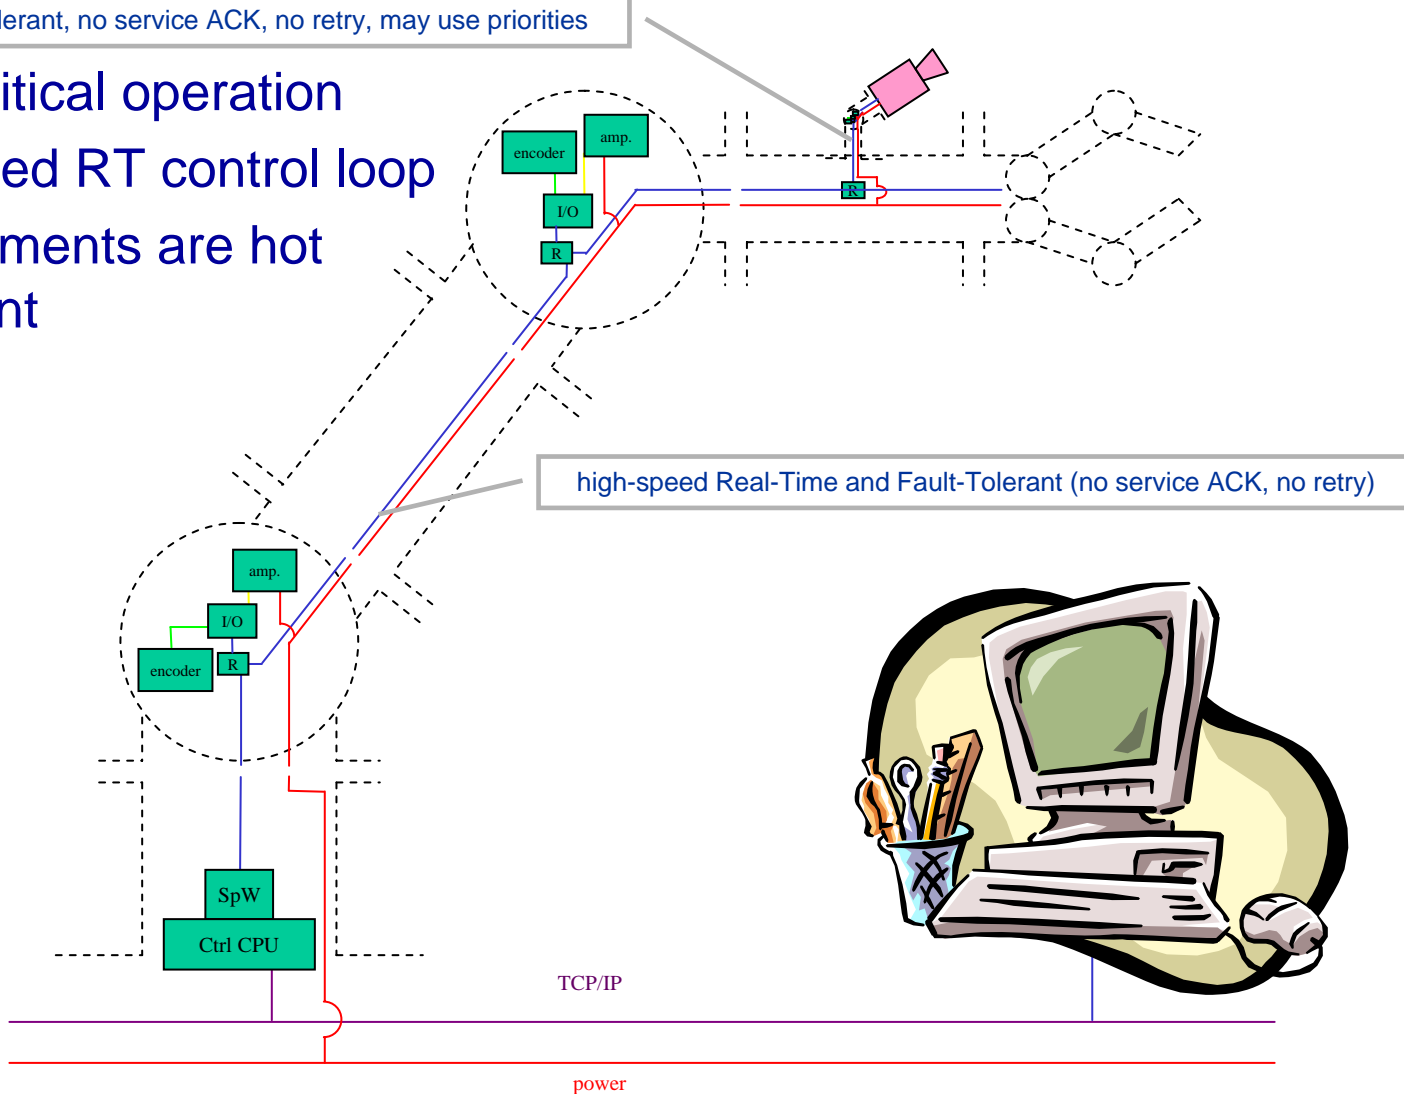 lerant, no service ACK, no retry, may use priorities
itical operation
ed RT control loop
ments are hot
nt
amp.
encoder
I/O
R
R
high-speed Real-Time and Fault-Tolerant (no service ACK, no retry)
amp.
I/O
encoder
R
SpW
Ctrl CPU
TCP/IP
power